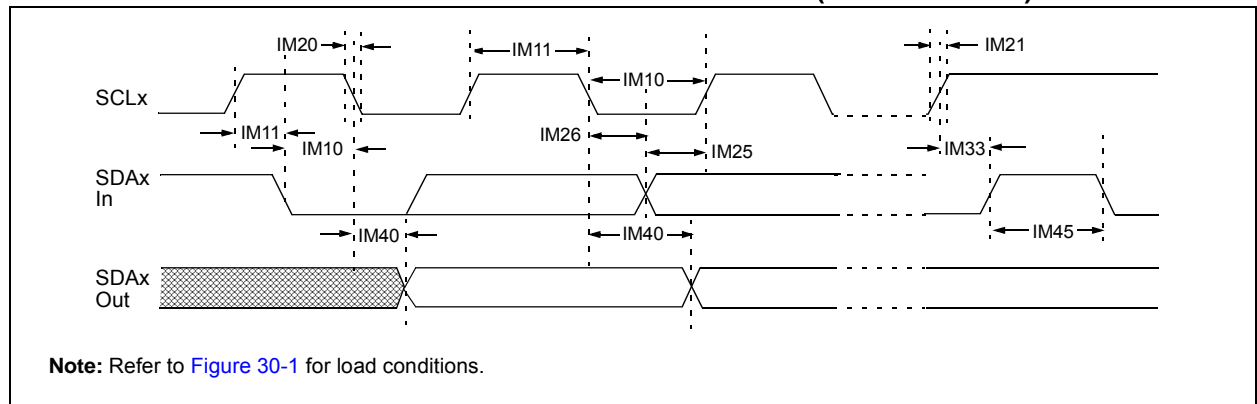 IM20
IM11
IM21
IM10
SCLx
IM11
IM26
IM10
IM25
IM33
SDAx
In
IM40
IM40
IM45
SDAx
Out
Note: Refer to Figure 30-1 for load conditions.